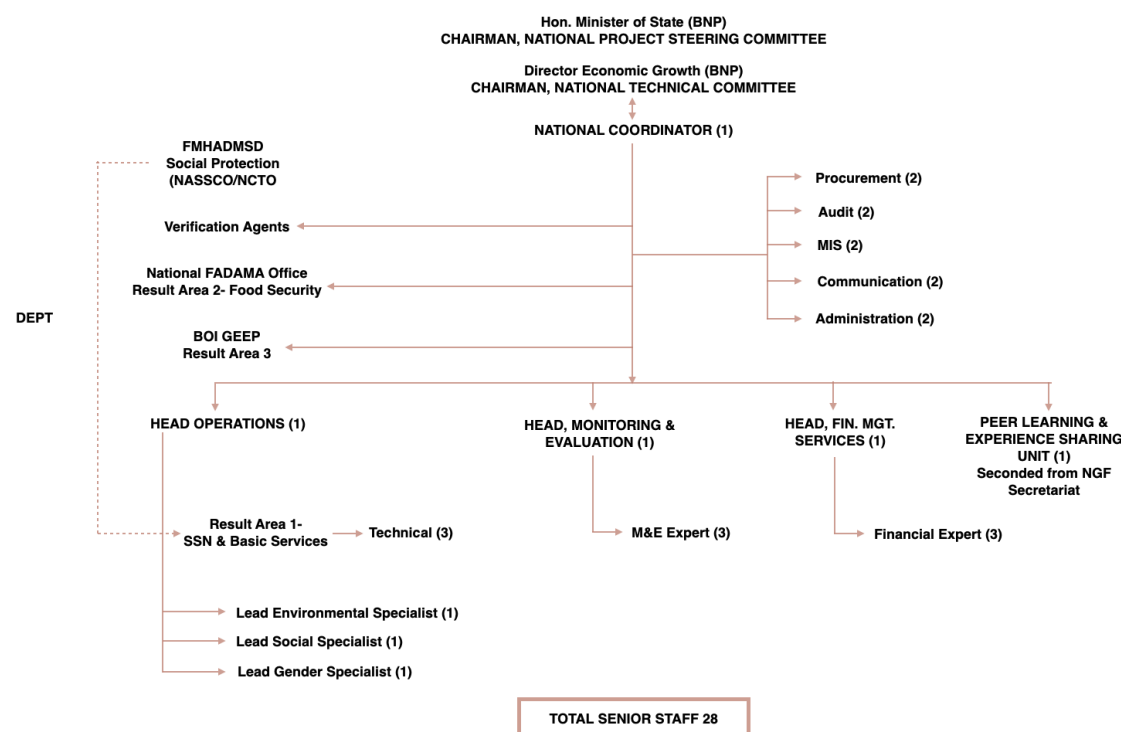 Hon. Minister of State (BNP)
CHAIRMAN, NATIONAL PROJECT STEERING COMMITTEE
Director Economic Growth (BNP)
CHAIRMAN, NATIONAL TECHNICAL COMMITTEE
NATIONAL COORDINATOR (1)
FMHADMSD
Social Protection
(NASSCO/NCTO
Procurement (2)
Audit (2)
MIS (2)
Communication (2)
Administration (2)
Verification Agents
National FADAMA Office
Result Area 2- Food Security
DEPT
BOI GEEP
Result Area 3
HEAD OPERATIONS (1)
HEAD, MONITORING &
EVALUATION (1)
HEAD, FIN. MGT.
SERVICES (1)
PEER LEARNING &
EXPERIENCE SHARING
UNIT (1)
Seconded from NGF
Secretariat
Result Area 1-
SSN & Basic Services
Technical (3)
M&E Expert (3)
Financial Expert (3)
Lead Environmental Specialist (1)
Lead Social Specialist (1)
Lead Gender Specialist (1)
TOTAL SENIOR STAFF 28